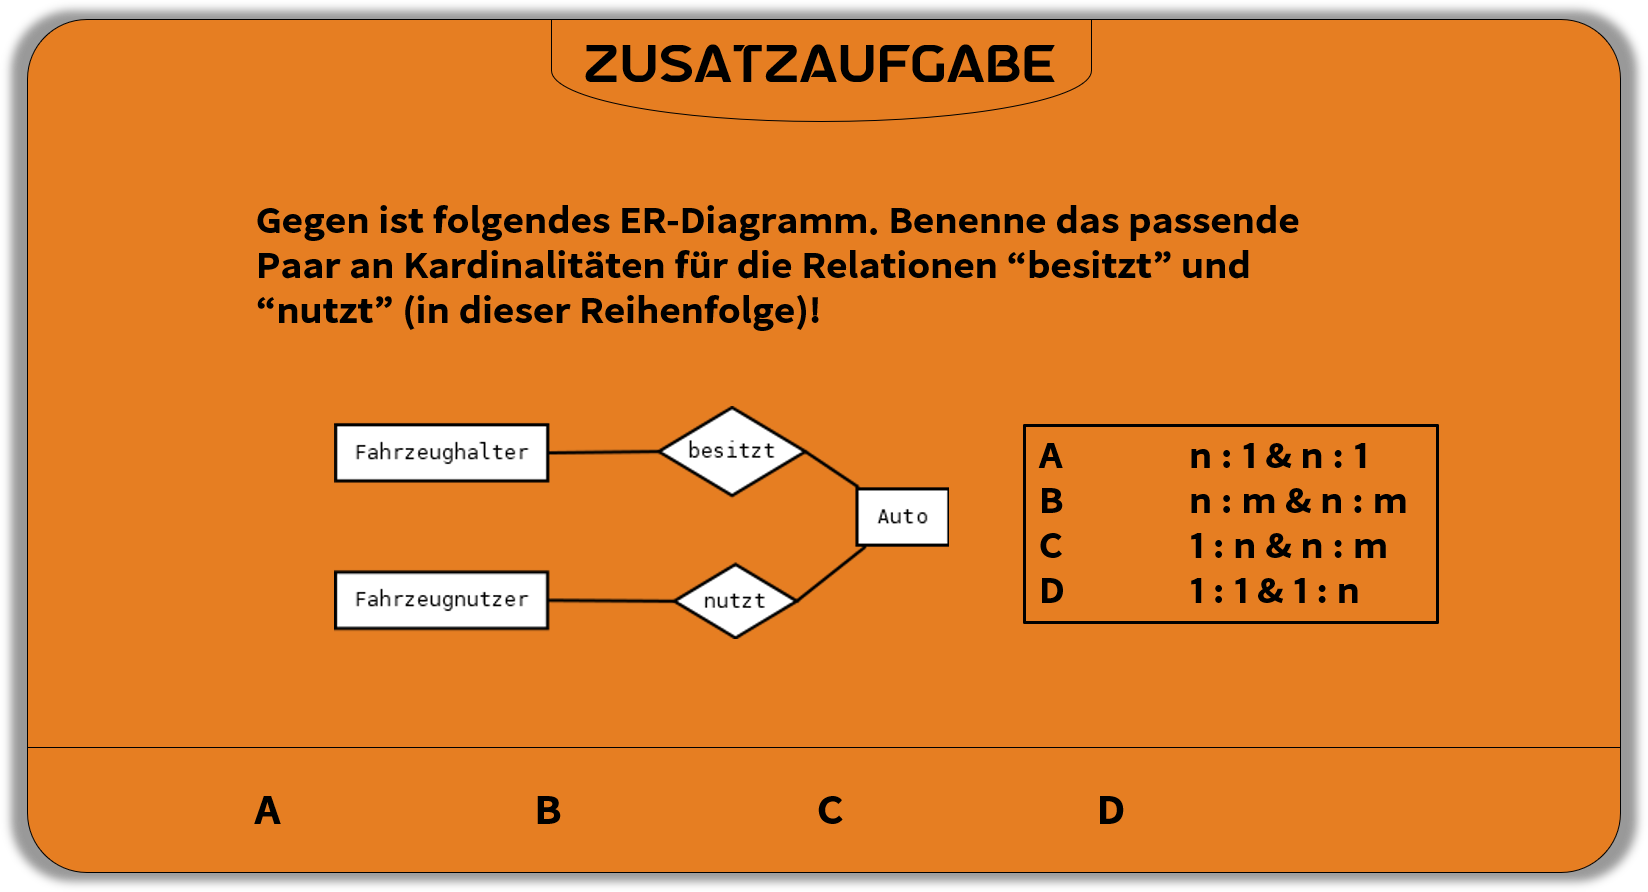 ZUSATZAUFGABE
Gegen ist folgendes ER-Diagramm. Benenne das passende
Paar an Kardinalitäten für die Relationen “besitzt” und
“nutzt” (in dieser Reihenfolge)!
Fahrzeughalter
besitzt
Auto
Fahrzeugnutzer
nutzt
A n : 1 & n : 1
B n : m & n : m
C 1 : n & n : m
D 1 : 1 & 1 : n
A B C D